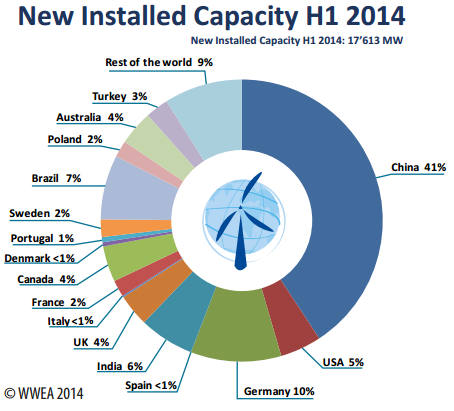 New Installed Capacity H1 2014
New Installed Capacity H1 2014: 17'613 MW
Rest of the world 9%
Turkey 3%
Australia 4%
Poland 2%
Brazil 7%
China 41%
Sweden 2%
Portugal 1%
Denmark <1%
Canada 4%
France 2%
Italy <1%
UK 4%
India 6%
Spain <1%
Germany 10%
USA 5%
© WWEA 2014